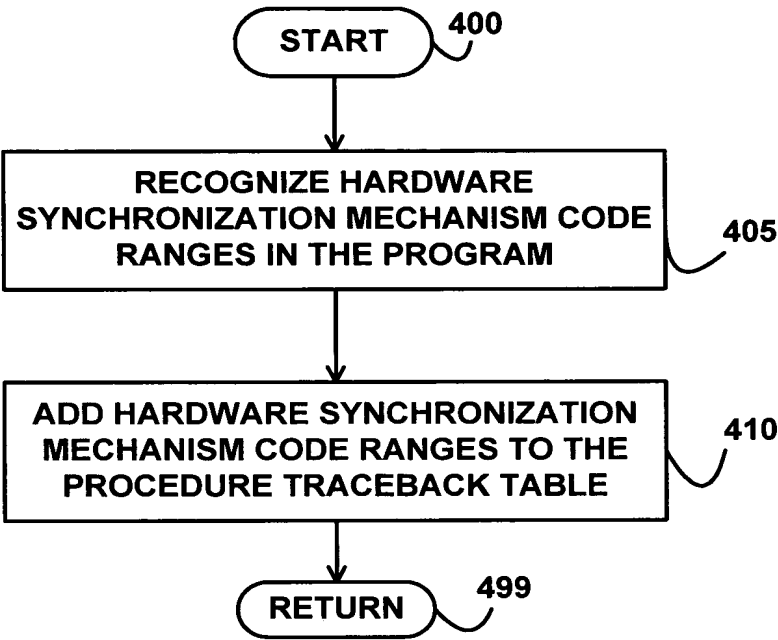 START
400
RECOGNIZE HARDWARE
SYNCHRONIZATION MECHANISM CODE
RANGES IN THE PROGRAM
405
ADD HARDWARE SYNCHRONIZATION
MECHANISM CODE RANGES TO THE
PROCEDURE TRACEBACK TABLE
410
RETURN
499